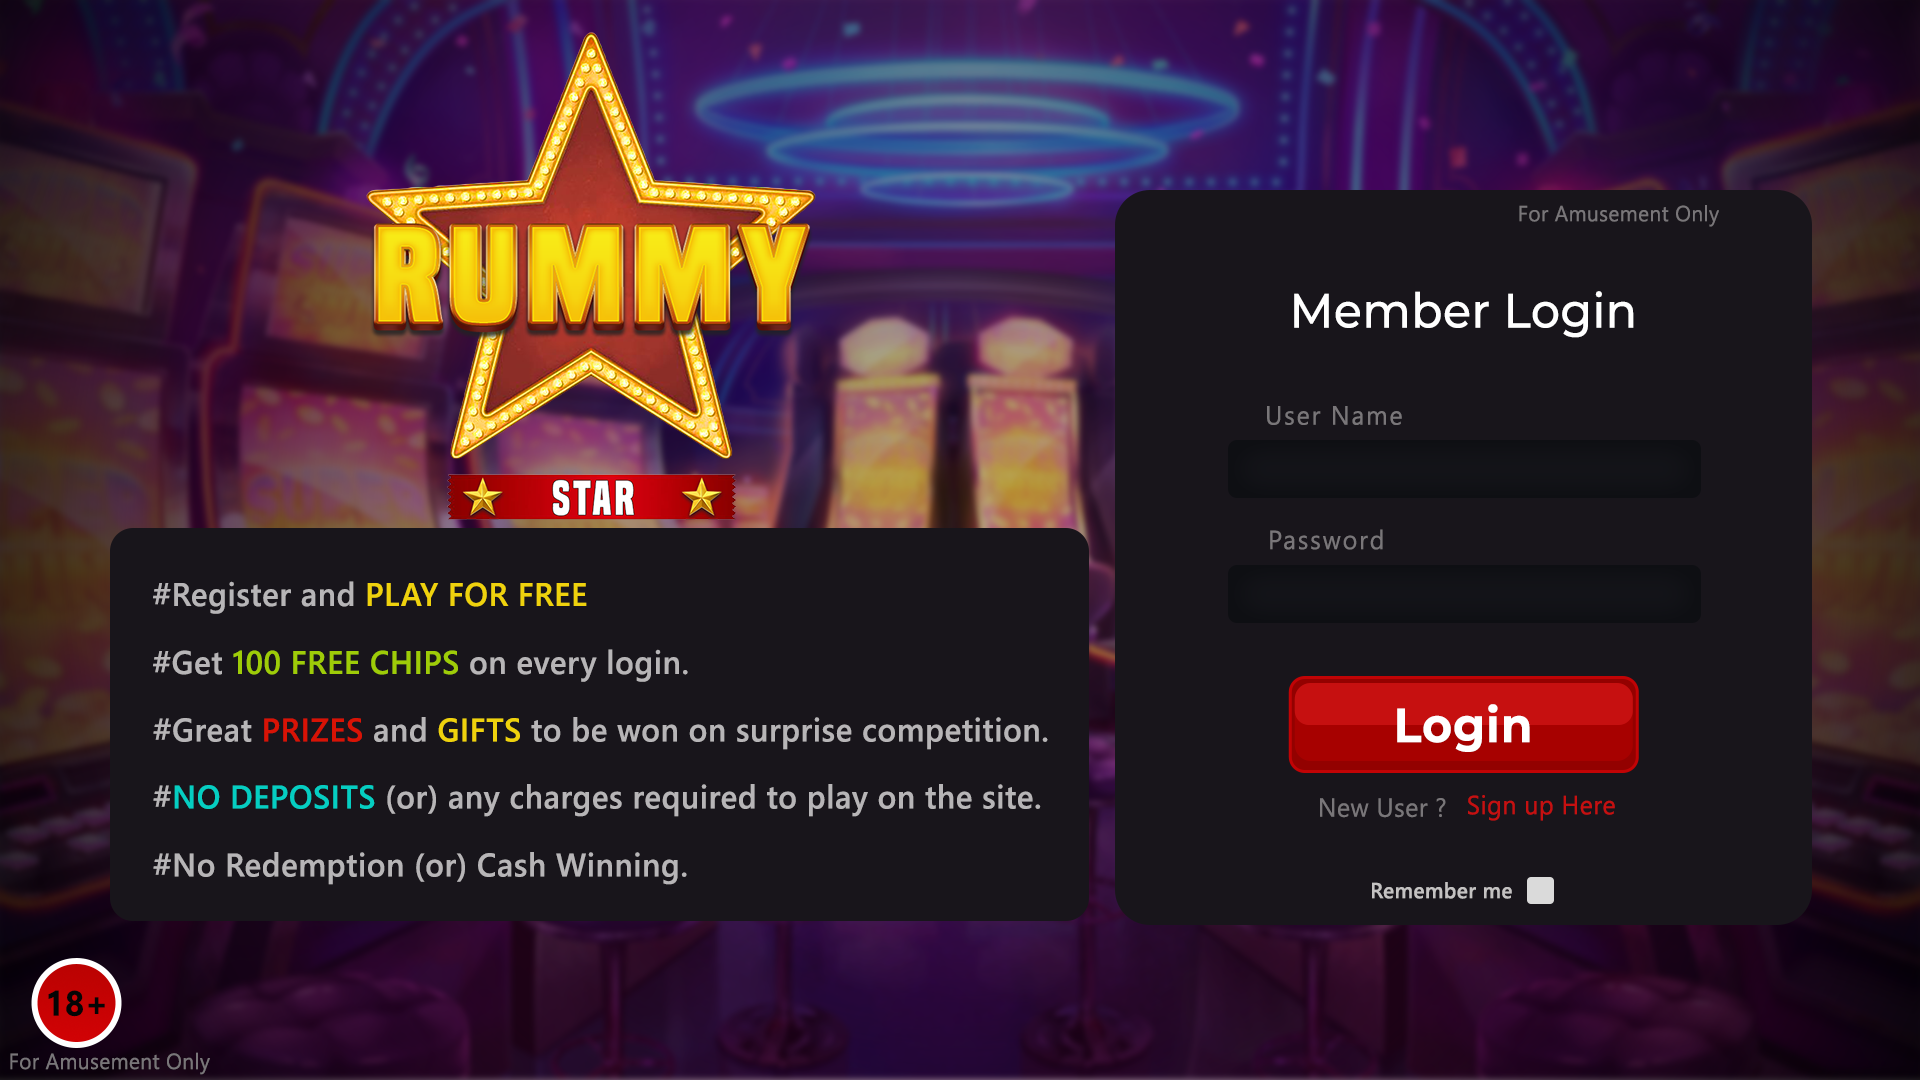 RUMMY
STAR
#Register and PLAY FOR FREE
#Get 100 FREE CHIPS on every login.
#Great PRIZES and GIFTS to be won on surprise competition.
#NO DEPOSITS (or) any charges required to play on the site.
#No Redemption (or) Cash Winning.
18+
For Amusement Only
For Amusement Only
Member Login
User Name
Password
Login
New User ? Sign up Here
Remember me